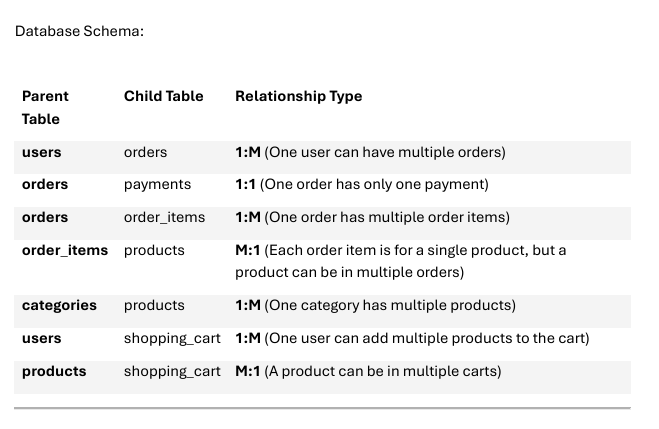 Database Schema:
Parent Table Child Table Relationship Type
users orders 1:M (One user can have multiple orders)
orders payments 1:1 (One order has only one payment)
orders order_items 1:M (One order has multiple order items)
order_items products M:1 (Each order item is for a single product, but a
product can be in multiple orders)
categories products 1:M (One category has multiple products)
users shopping_cart 1:M (One user can add multiple products to the cart)
products shopping_cart M:1 (A product can be in multiple carts)